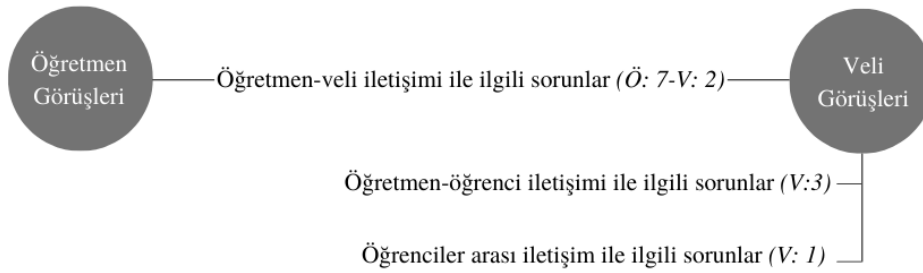 Öğretmen
Görüşleri
Öğretmen-veli iletişimi ile ilgili sorunlar (Ö: 7-V: 2)
Veli
Görüşleri
Öğretmen-öğrenci iletişimi ile ilgili sorunlar (V:3)
Öğrenciler arası iletişim ile ilgili sorunlar (V: 1)